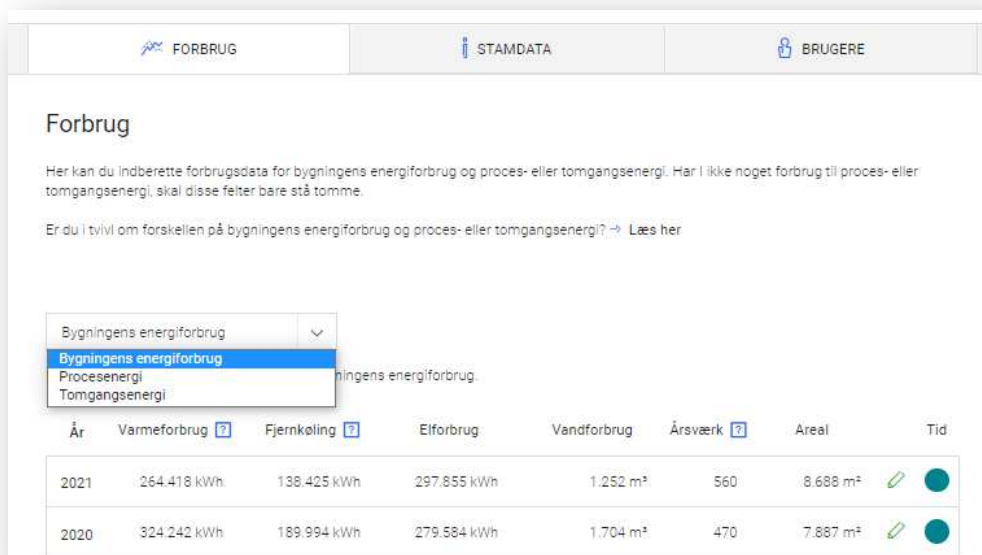 FORBRUG STAMDATA BRUGERE
Forbrug
Her kan du indberette forbrugsdata for bygningens energiforbrug og proces- eller tomgangsenergi. Har I ikke noget forbrug til proces- eller
tomgangsenergi, skal disse felter bare stå tomme.
Er du i tvivl om forskellen på bygningens energiforbrug og proces- eller tomgangsenergi? → Læs her
Bygningens energiforbrug
Bygningens energiforbrug
Procesenergi
ningens energiforbrug.
Tomgangsenergi
År Varmeforbrug ? Fjernkøling ? Elforbrug Vandforbrug Årsværk ? Areal Tid
2021 264.418 kWh 138.425 kWh 297.855 kWh 1.252 m³ 560 8.688 m²
2020 324.242 kWh 189.994 kWh 279.584 kWh 1.704 m³ 470 7.887 m²